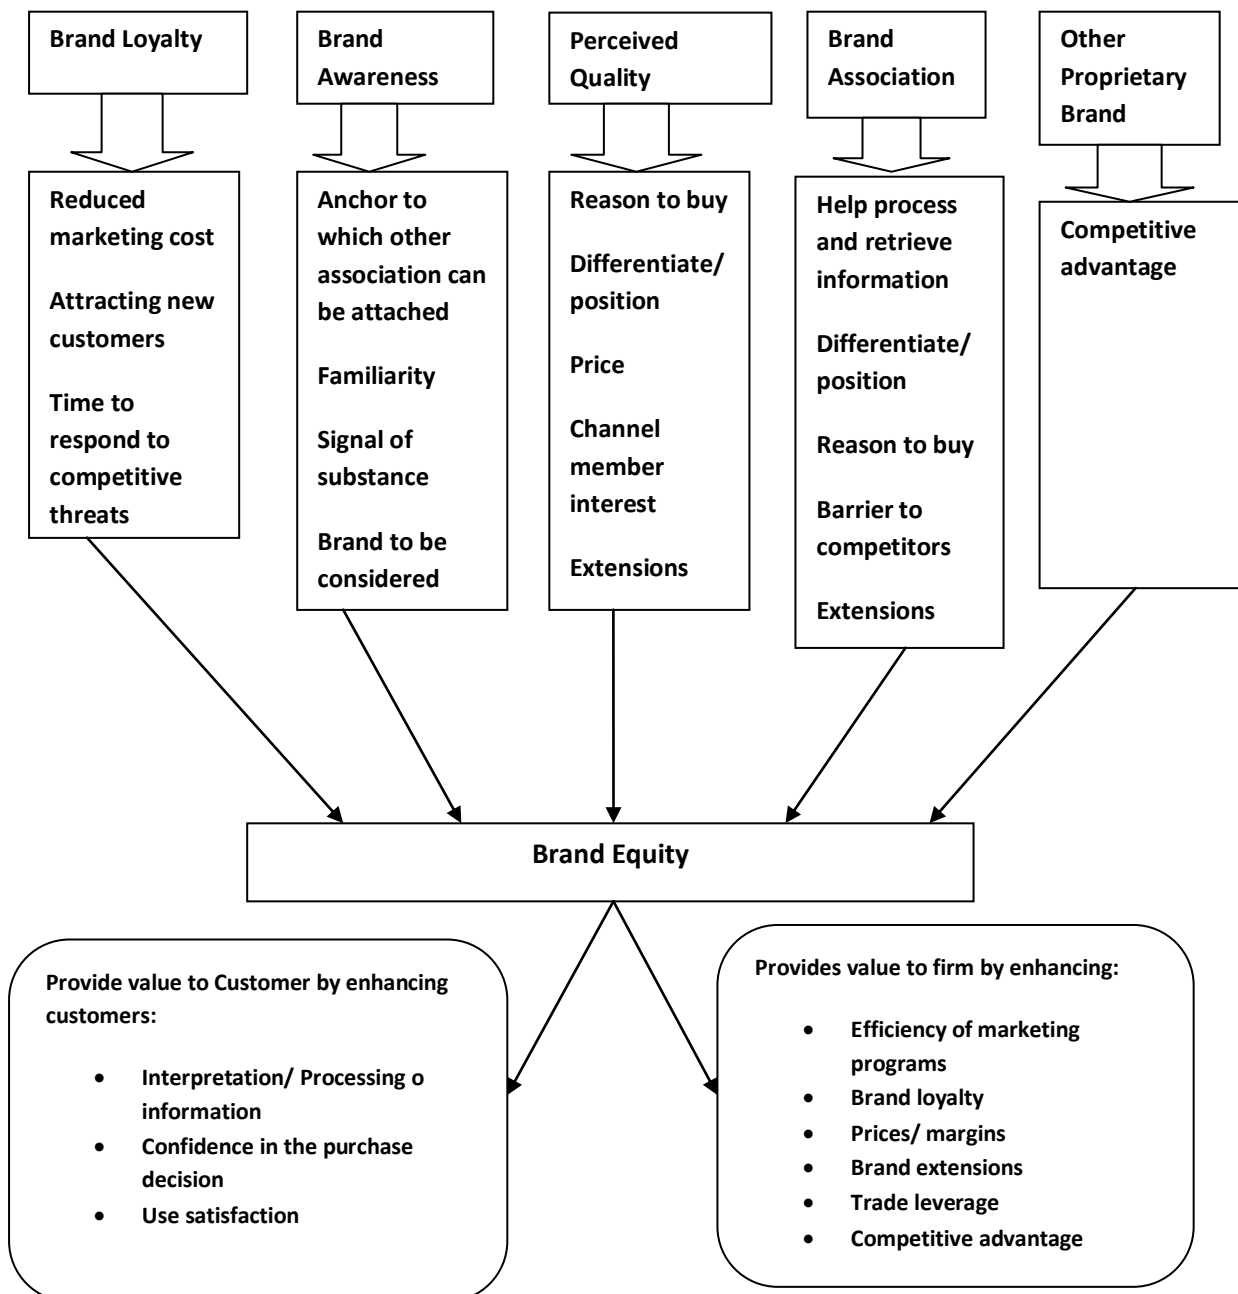 Brand Loyalty
Brand
Awareness
Perceived
Quality
Brand
Association
Other
Proprietary
Brand
Reduced
marketing cost
Attracting new
customers
Time to
respond to
competitive
threats
Anchor to
which other
association can
be attached
Familiarity
Signal of
substance
Brand to be
considered
Reason to buy
Differentiate/
position
Price
Channel
member
interest
Extensions
Help process
and retrieve
information
Differentiate/
position
Reason to buy
Barrier to
competitors
Extensions
Competitive
advantage
Brand Equity
Provide value to Customer by enhancing
customers:
• Interpretation/ Processing o
information
• Confidence in the purchase
decision
• Use satisfaction
Provides value to firm by enhancing:
• Efficiency of marketing
programs
• Brand loyalty
• Prices/ margins
• Brand extensions
• Trade leverage
• Competitive advantage